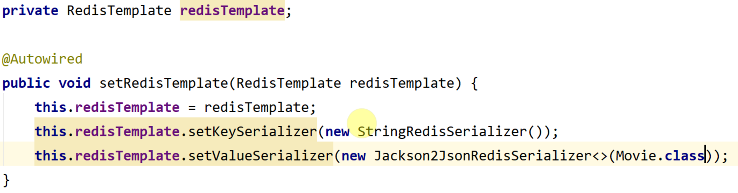 private RedisTemplate redisTemplate;
@Autowired
public void setRedisTemplate(RedisTemplate redisTemplate) {
this.redisTemplate = redisTemplate;
this.redisTemplate.setKeySerializer(new StringRedisSerializer());
this.redisTemplate.setValueSerializer(new Jackson2JsonRedisSerializer<>(Movie.class));
}